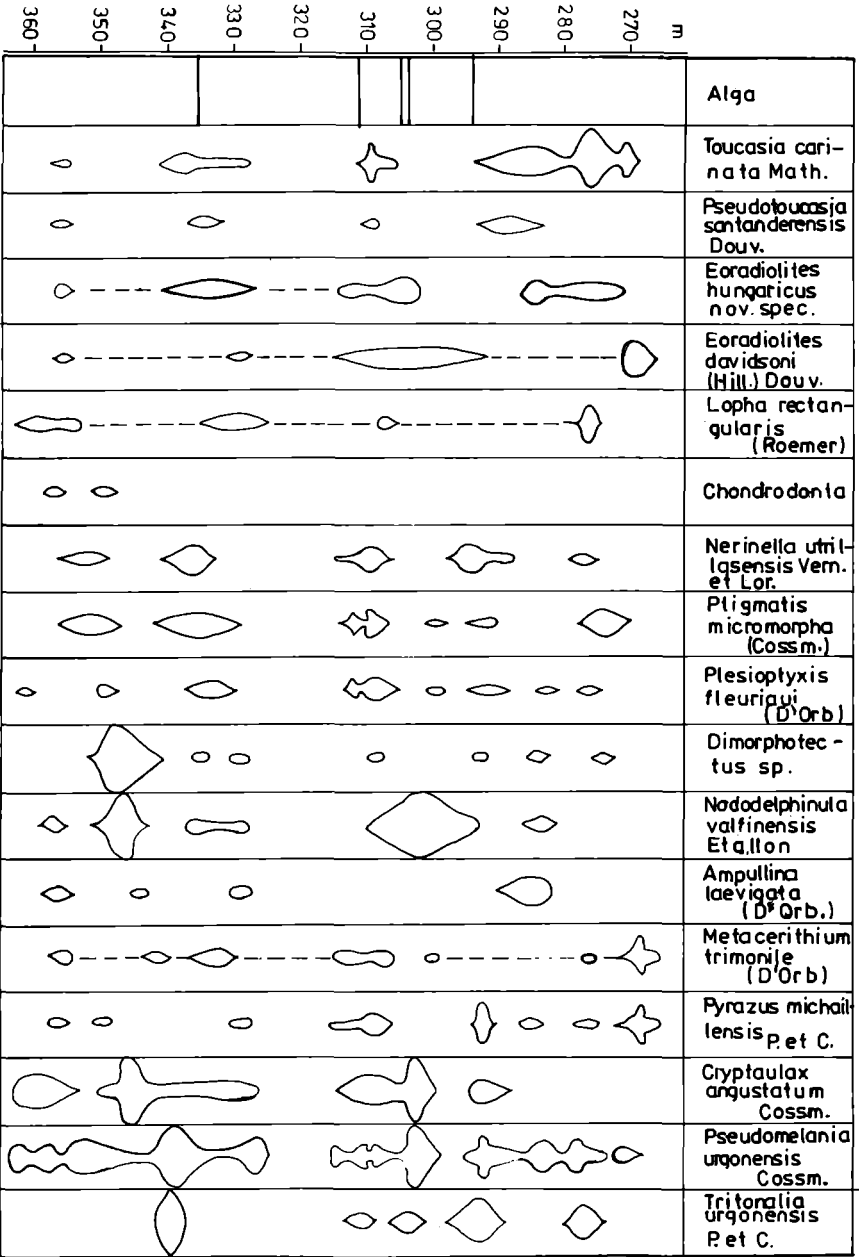 360 350 340 330 320 310 300 290 280 270 m
Alga
Toucasia cari-
nata Math.
Pseudotoucasia
santanderensis
Douv.
Eoradiolites
hungaricus
nov. spec.
Eoradiolites
davidsoni
(Hill.) Douv.
Lopha rectan-
gularis
(Roemer)
Chondrodonta
Nerinella utril-
lasensis Vern.
et Lor.
Ptigmatis
micromorpha
(Cossm.)
Plesioptyxis
fleuriaui
(D'Orb)
Dimorphotec-
tus sp.
Nododelphinula
valfinensis
Etallon
Ampullina
laevigata
(D'Orb.)
Metacerithium
trimonile
(D'Orb)
Pyrazus michail-
lensis P. et C.
Cryptaulax
angustatum
Cossm.
Pseudomelania
urgonensis
Cossm.
Tritonalia
urgonensis
P. et C.